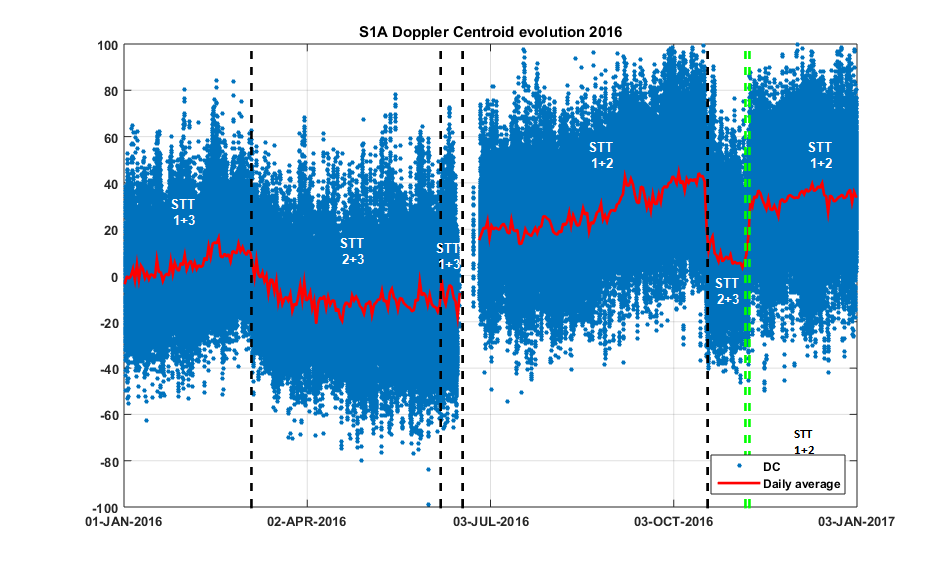 S1A Doppler Centroid evolution 2016
100
80
60
40
20
0
-20
-40
-60
-80
-100
STT
1+3
STT
2+3
STT
1+3
STT
1+2
STT
2+3
STT
1+2
STT
1+2
DC
Daily average
01-JAN-2016
02-APR-2016
03-JUL-2016
03-OCT-2016
03-JAN-2017